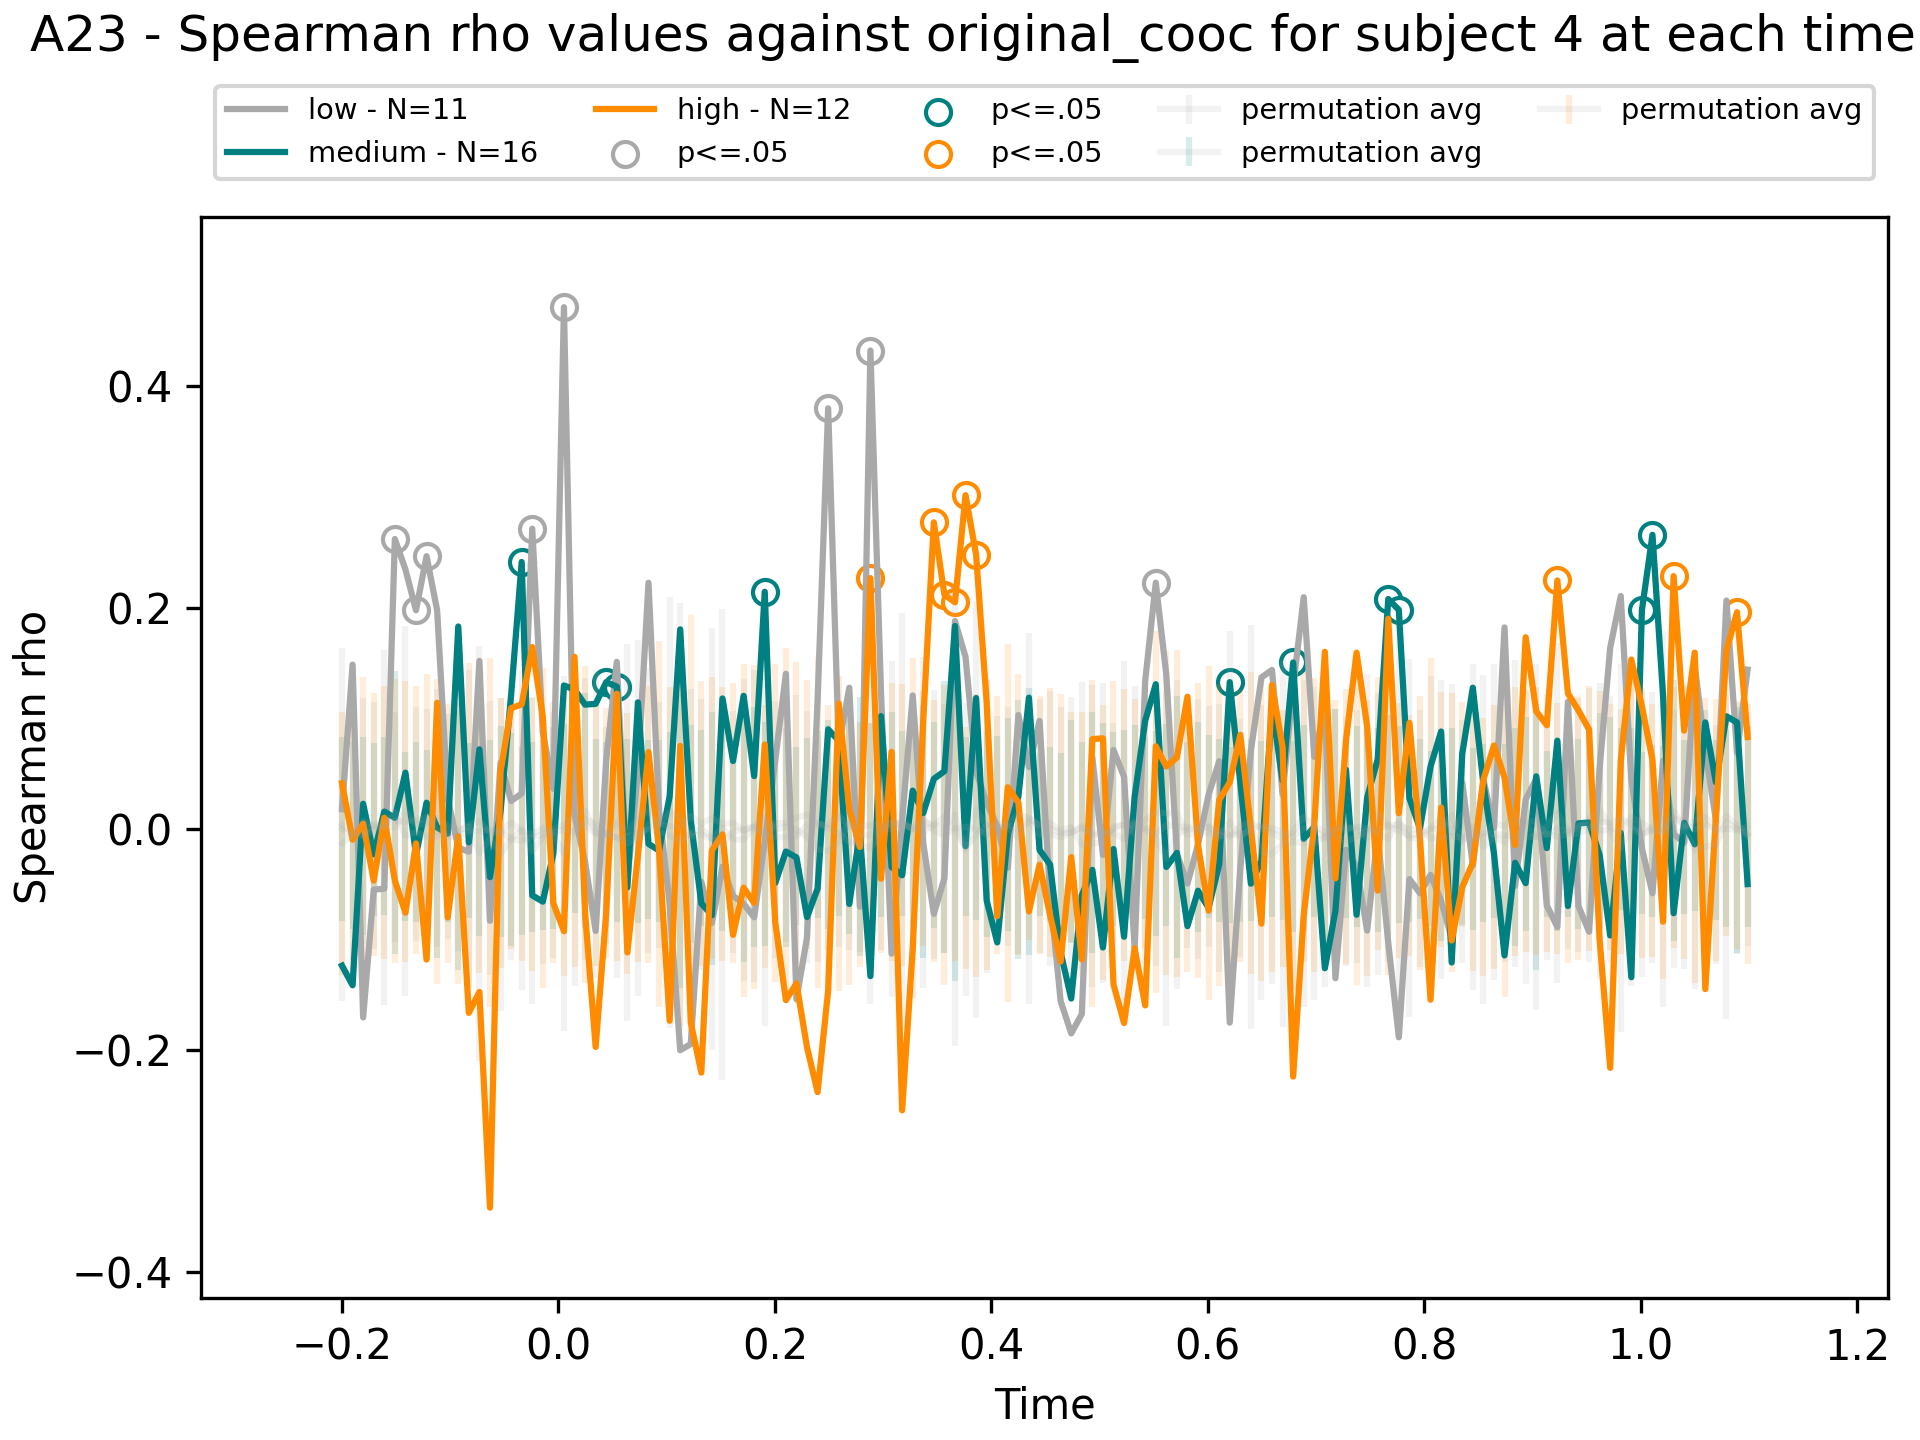 A23 - Spearman rho values against original_cooc for subject 4 at each time
low - N=11
medium - N=16
high - N=12
p<=.05
p<=.05
p<=.05
permutation avg
permutation avg
permutation avg
Spearman rho
0.4
0.2
0.0
−0.2
−0.4
−0.2
0.0
0.2
0.4
0.6
0.8
1.0
1.2
Time